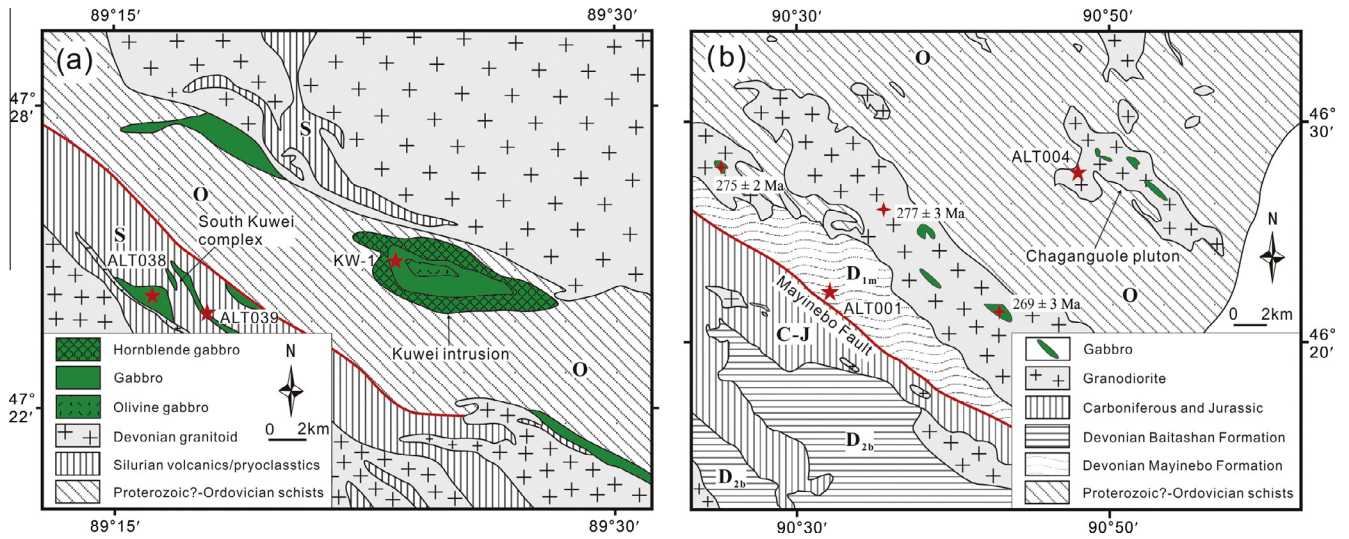 89°15′
89°30′
(a)
47°
28′
S
O
South Kuwei
complex
S
ALT038
KW-1
ALT039
Kuwei intrusion
O
Hornblende gabbro
Gabbro
Olivine gabbro
Devonian granitoid
Silurian volcanics/pryoclasstics
Proterozoic?-Ordovician schists
N
0 2km
47°
22′
89°15′
89°30′
90°30′
90°50′
(b)
O
46°
30′
ALT004
275 ± 2 Ma
277 ± 3 Ma
N
Chaganguole pluton
D1m
O
269 ± 3 Ma
ALT001
Mayinebo Fault
0 2km
C-J
46°
20′
D2b
D2b
Gabbro
Granodiorite
Carboniferous and Jurassic
Devonian Baitashan Formation
Devonian Mayinebo Formation
Proterozoic?-Ordovician schists
90°30′
90°50′